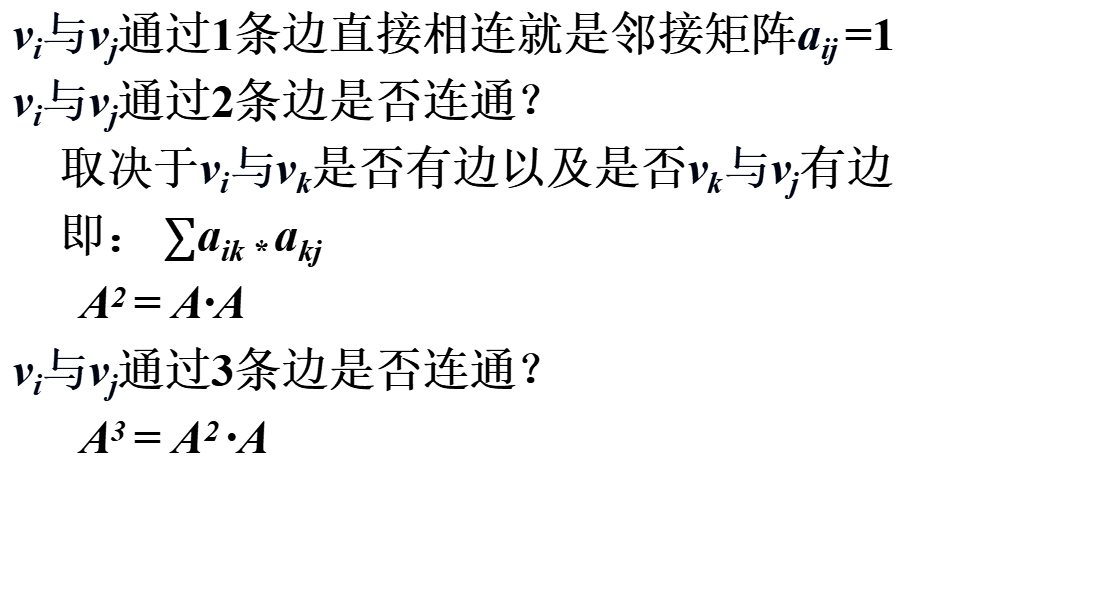 vi与vj通过1条边直接相连就是邻接矩阵aij=1
vi与vj通过2条边是否连通？
取决于vi与vk是否有边以及是否vk与vj有边
即： ∑aik * akj
A² = A·A
vi与vj通过3条边是否连通？
A³ = A² ·A